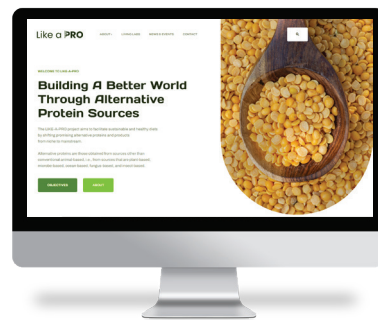 Like a PRO
ABOUT
LIVING LABS
NEWS & EVENTS
CONTACT
WELCOME TO LIKE-A-PRO
Building A Better World
Through Alternative
Protein Sources
The LIKE-A-PRO project aims to facilitate sustainable and healthy diets
by shifting promising alternative proteins and products
from niche to mainstream.
Alternative proteins are those obtained from sources other than
conventional animal-based, i.e., from sources that are plant-based,
microbe-based, insect-based, fungus-based, and
OBJECTIVES
ABOUT